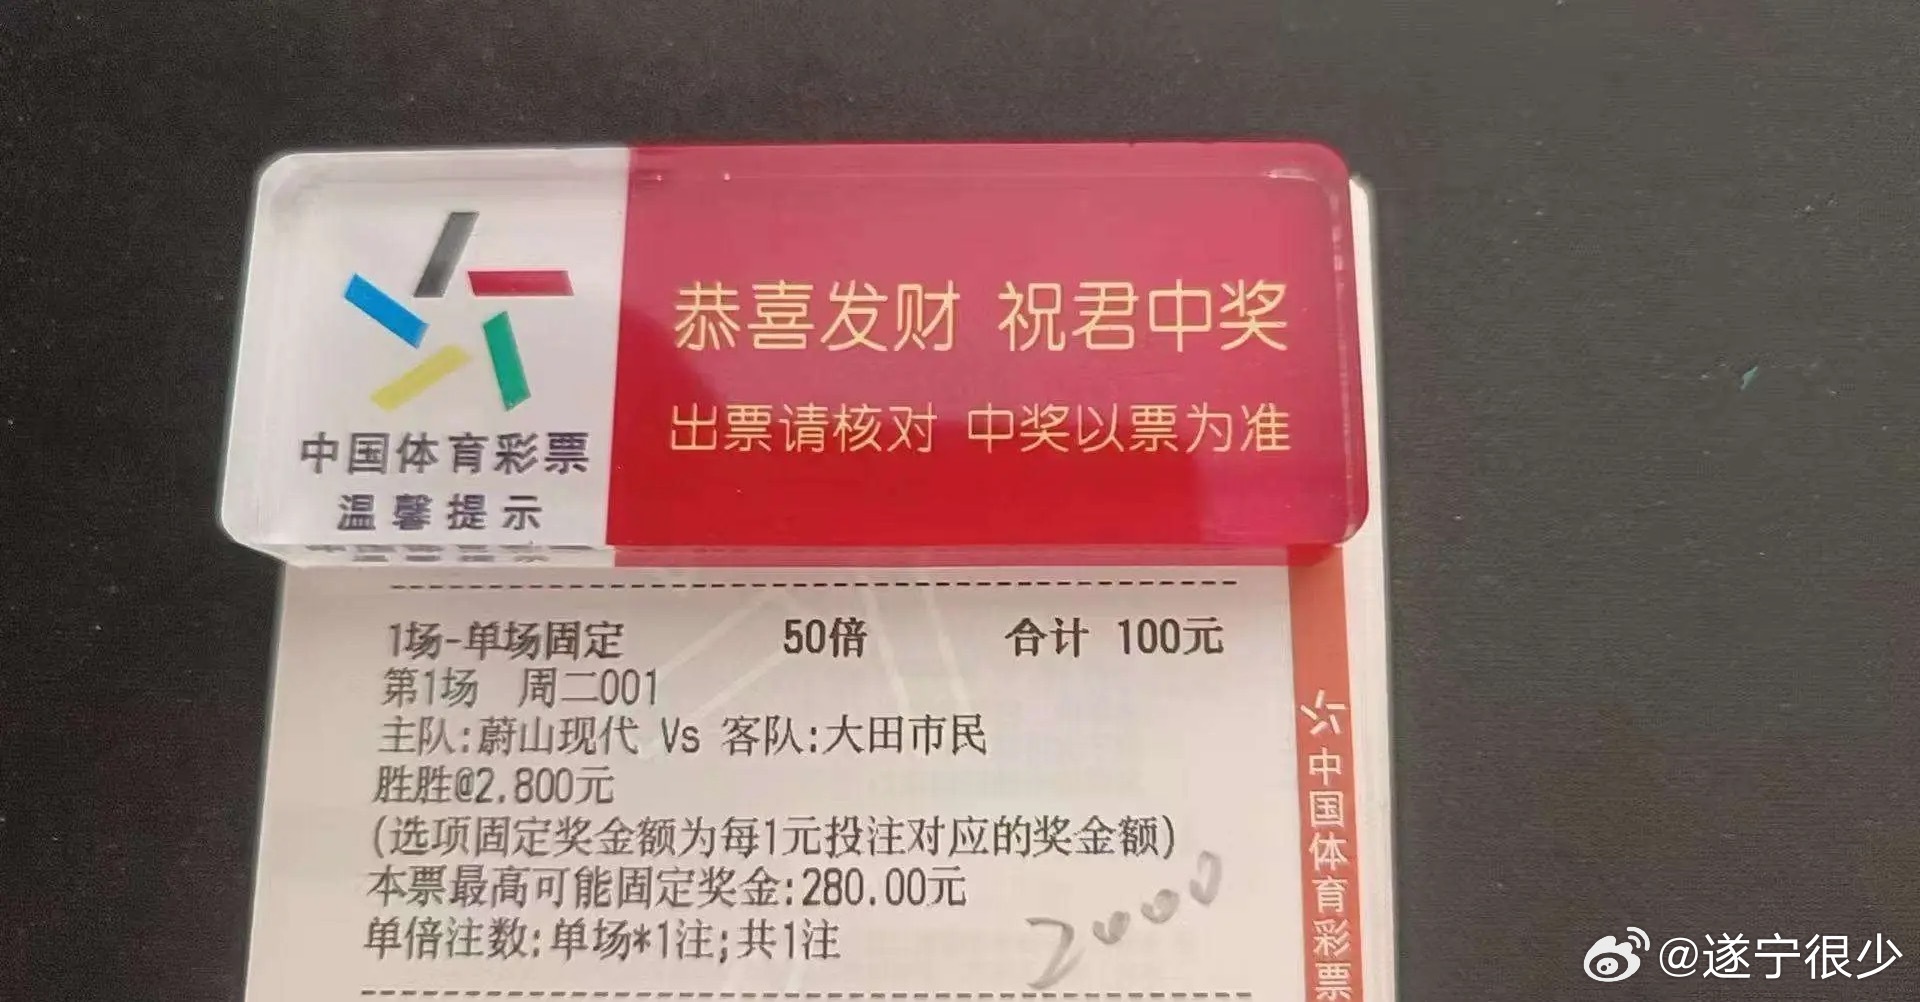 恭喜发财 祝君中奖
出票请核对 中奖以票为准
中国体育彩票
温馨提示
1场-单场固定 50倍 合计 100元
第1场 周二001
主队:蔚山现代 Vs 客队:大田市民
胜胜@2.800元
(选项固定奖金额为每1元投注对应的奖金额)
本票最高可能固定奖金:280.00元
单倍注数:单场*1注;共1注
20000
中国体育彩票
@遂宁很少